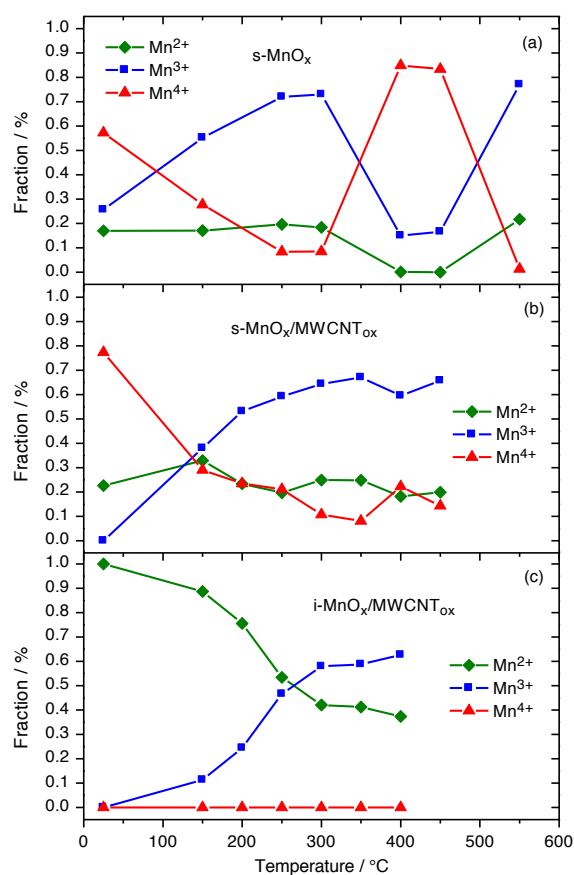 (a)
s-MnOₓ
Mn²⁺
Mn³⁺
Mn⁴⁺
Fraction / %
1.0
0.9
0.8
0.7
0.6
0.5
0.4
0.3
0.2
0.1
0.0
(b)
s-MnOₓ/MWCNTₒₓ
Mn²⁺
Mn³⁺
Mn⁴⁺
Fraction / %
1.0
0.9
0.8
0.7
0.6
0.5
0.4
0.3
0.2
0.1
0.0
(c)
i-MnOₓ/MWCNTₒₓ
Mn²⁺
Mn³⁺
Mn⁴⁺
Fraction / %
1.0
0.9
0.8
0.7
0.6
0.5
0.4
0.3
0.2
0.1
0.0
0 100 200 300 400 500 600
Temperature / °C